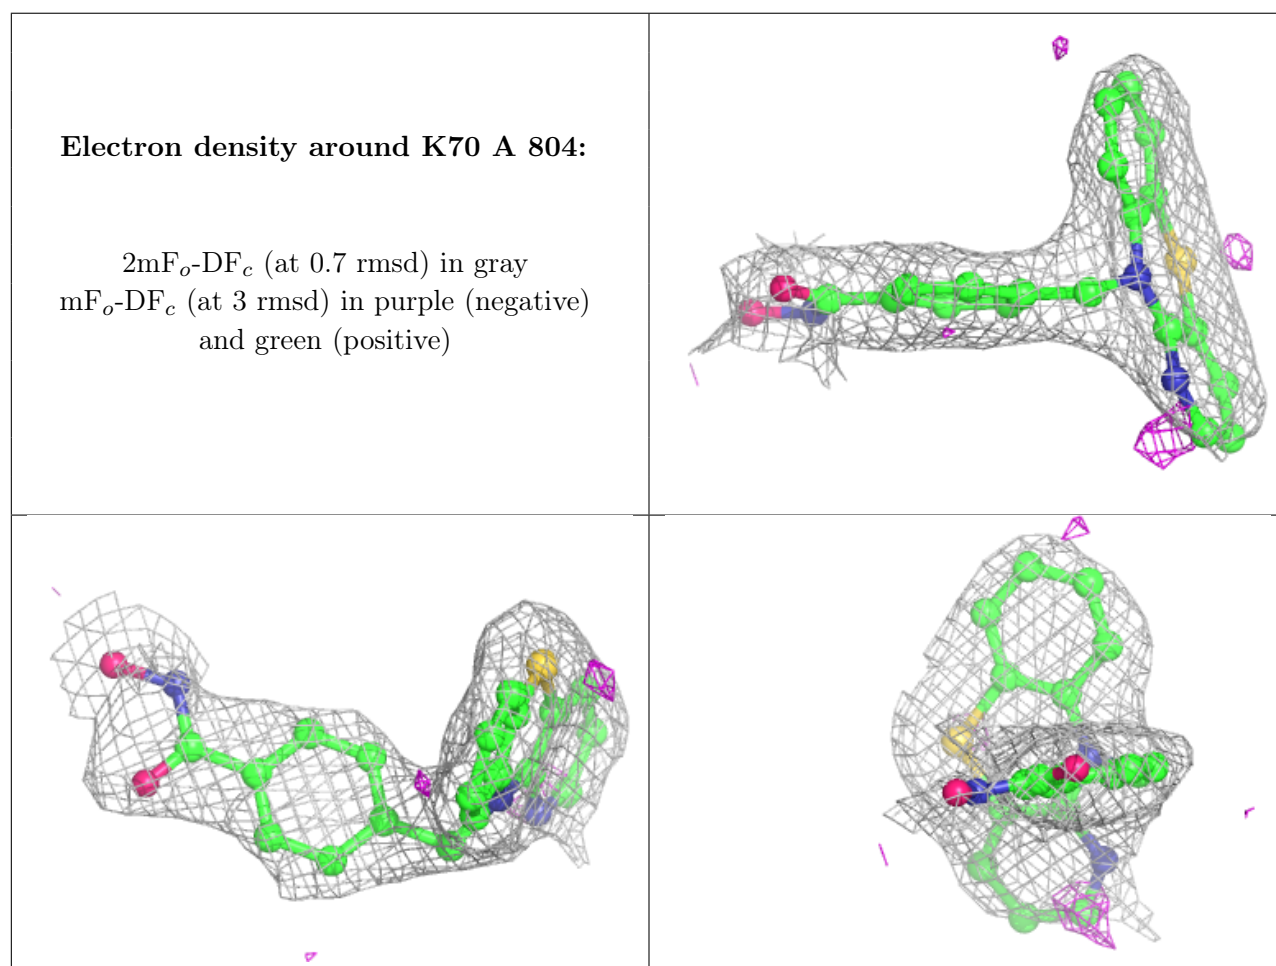 Electron density around K70 A 804:
2mFo-DFc (at 0.7 rmsd) in gray
mFo-DFc (at 3 rmsd) in purple (negative)
and green (positive)